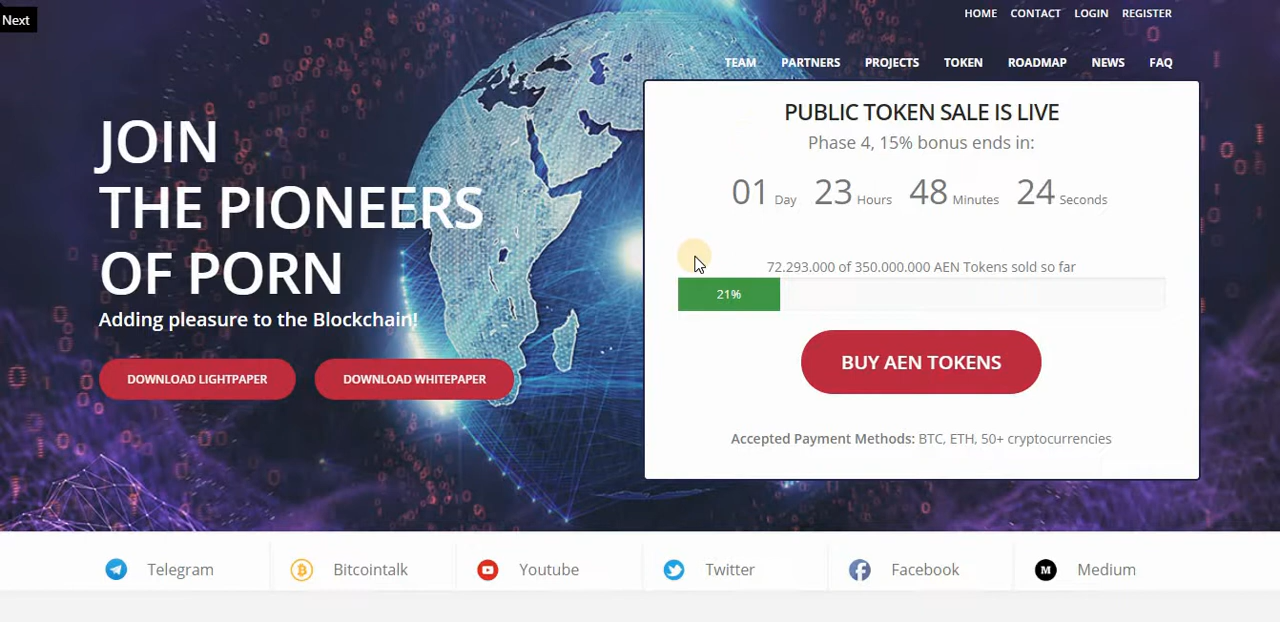 Next
HOME CONTACT LOGIN REGISTER
TEAM PARTNERS PROJECTS TOKEN ROADMAP NEWS FAQ
JOIN
THE PIONEERS
OF PORN
Adding pleasure to the Blockchain!
DOWNLOAD LIGHTPAPER DOWNLOAD WHITEPAPER
PUBLIC TOKEN SALE IS LIVE
Phase 4, 15% bonus ends in:
01 Day 23 Hours 48 Minutes 24 Seconds
72.293.000 of 350.000.000 AEN Tokens sold so far
21%
BUY AEN TOKENS
Accepted Payment Methods: BTC, ETH, 50+ cryptocurrencies
Telegram Bitcointalk Youtube Twitter Facebook Medium